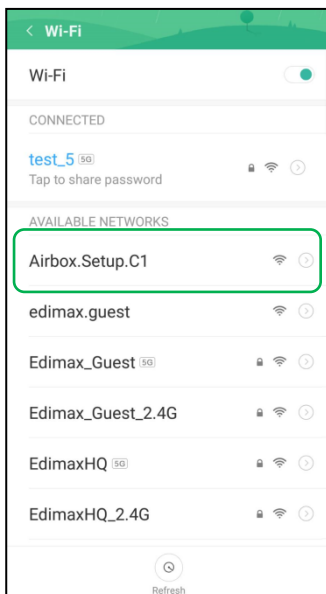 Wi-Fi
Wi-Fi
CONNECTED
test_5 5G
Tap to share password
AVAILABLE NETWORKS
Airbox.Setup.C1
edimax.guest
Edimax_Guest 5G
Edimax_Guest_2.4G
EdimaxHQ 5G
EdimaxHQ_2.4G
Refresh